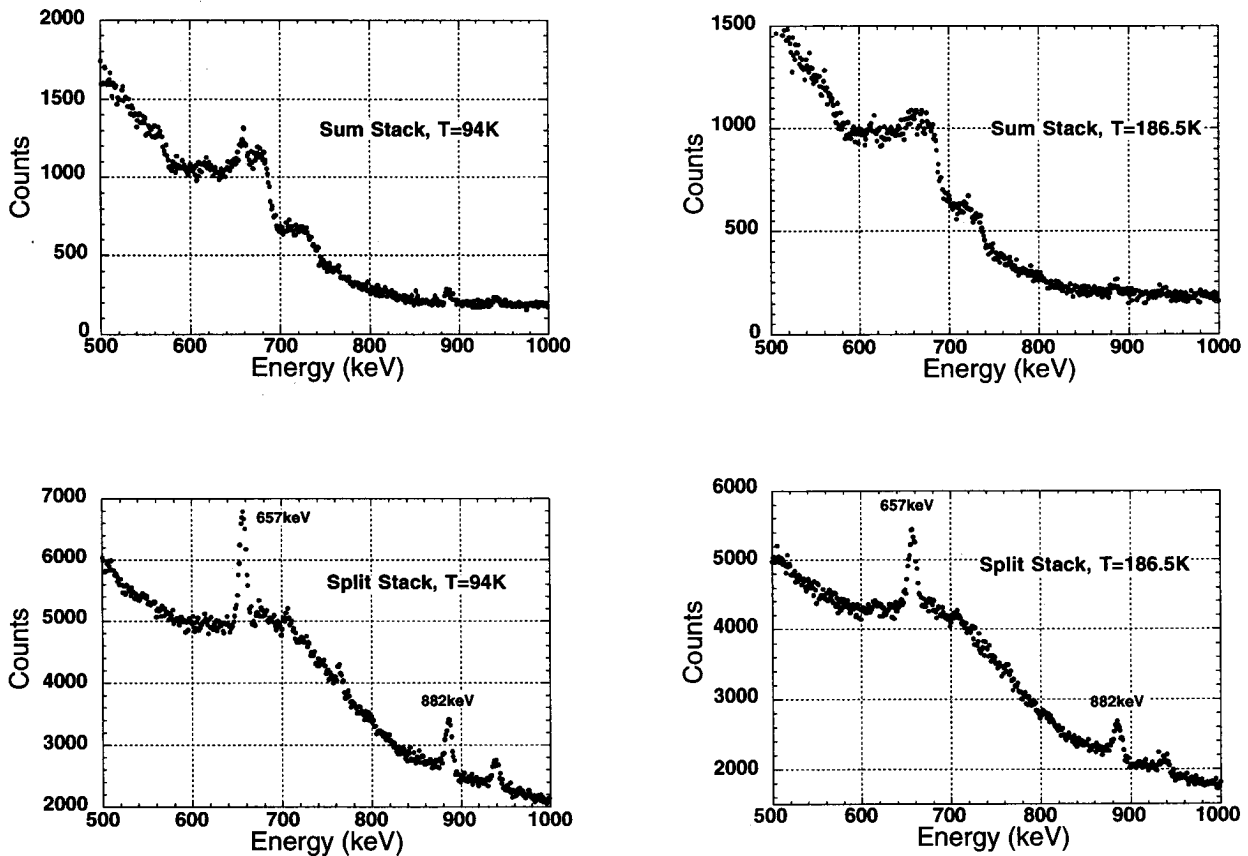 2000
1500
1000
500
0
Counts
Sum Stack, T=94K
500 600 700 800 900 1000
Energy (keV)
1500
1000
500
0
Counts
Sum Stack, T=186.5K
500 600 700 800 900 1000
Energy (keV)
7000
6000
5000
4000
3000
2000
Counts
657keV
Split Stack, T=94K
882keV
500 600 700 800 900 1000
Energy (keV)
6000
5000
4000
3000
2000
Counts
657keV
Split Stack, T=186.5K
882keV
500 600 700 800 900 1000
Energy (keV)